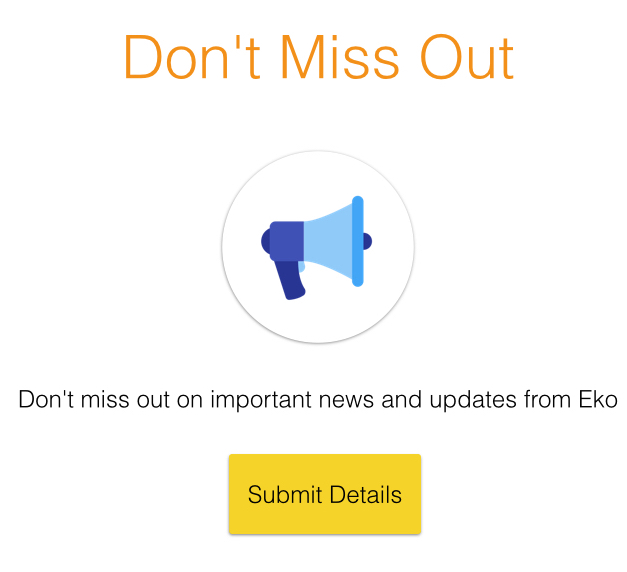 Don't Miss Out
Don't miss out on important news and updates from Eko
Submit Details